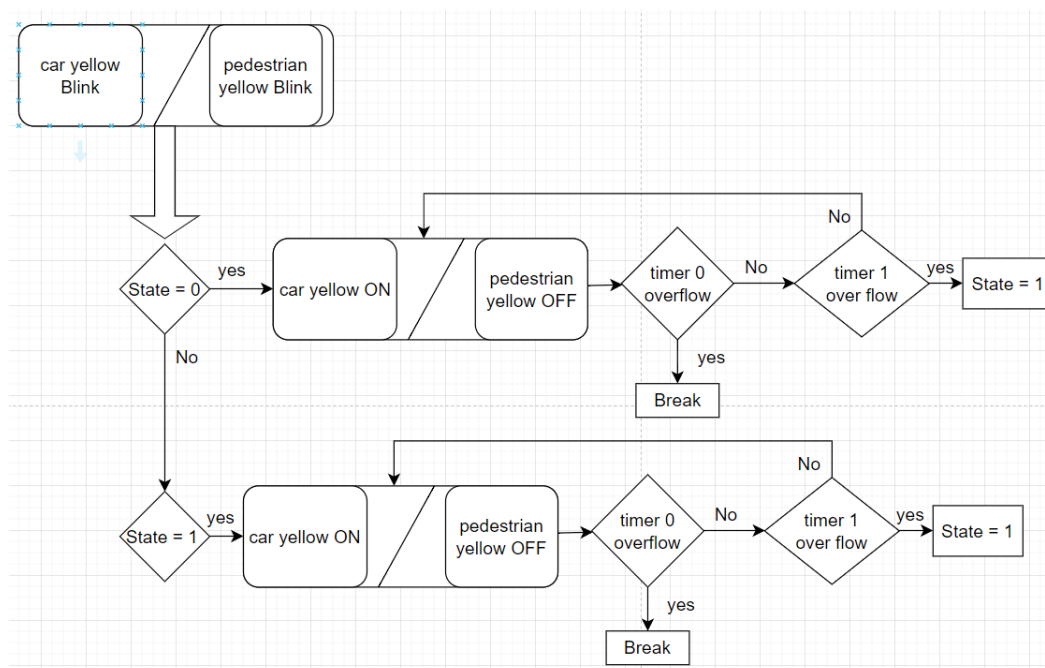 car yellow
Blink
pedestrian
yellow Blink
State = 0
yes
car yellow ON
pedestrian
yellow OFF
timer 0
overflow
No
timer 1
over flow
No
yes
State = 1
yes
Break
No
State = 1
yes
car yellow ON
pedestrian
yellow OFF
timer 0
overflow
No
timer 1
over flow
No
yes
State = 1
yes
Break